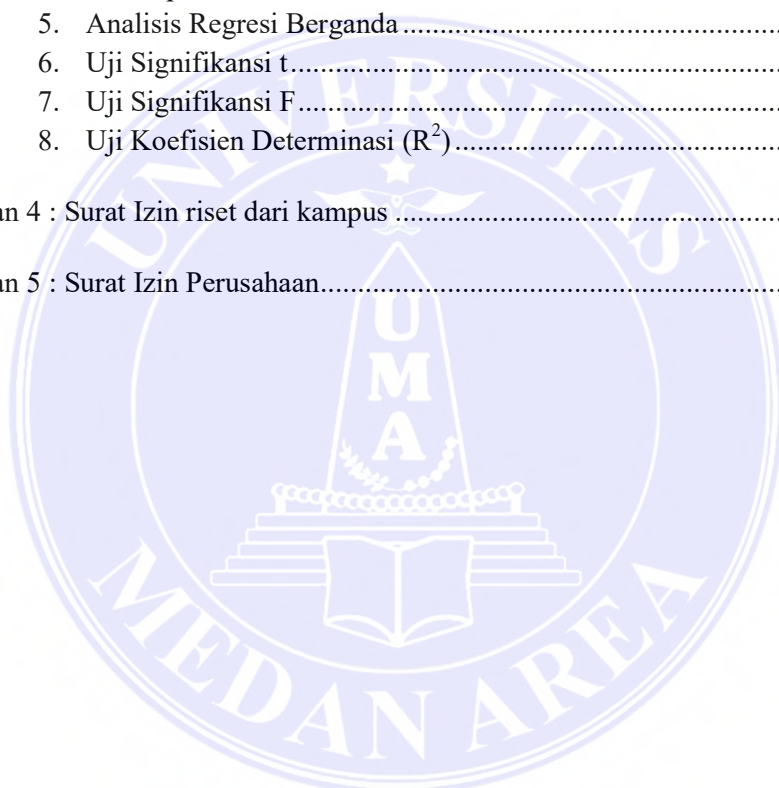 5. Analisis Regresi Berganda ........................................................
6. Uji Signifikansi t ........................................................
7. Uji Signifikansi F ........................................................
8. Uji Koefisien Determinasi (R²) ........................................................
an 4 : Surat Izin riset dari kampus ........................................................
an 5 : Surat Izin Perusahaan ........................................................
UNIVERSITAS
U
M
A
MEDAN AREA